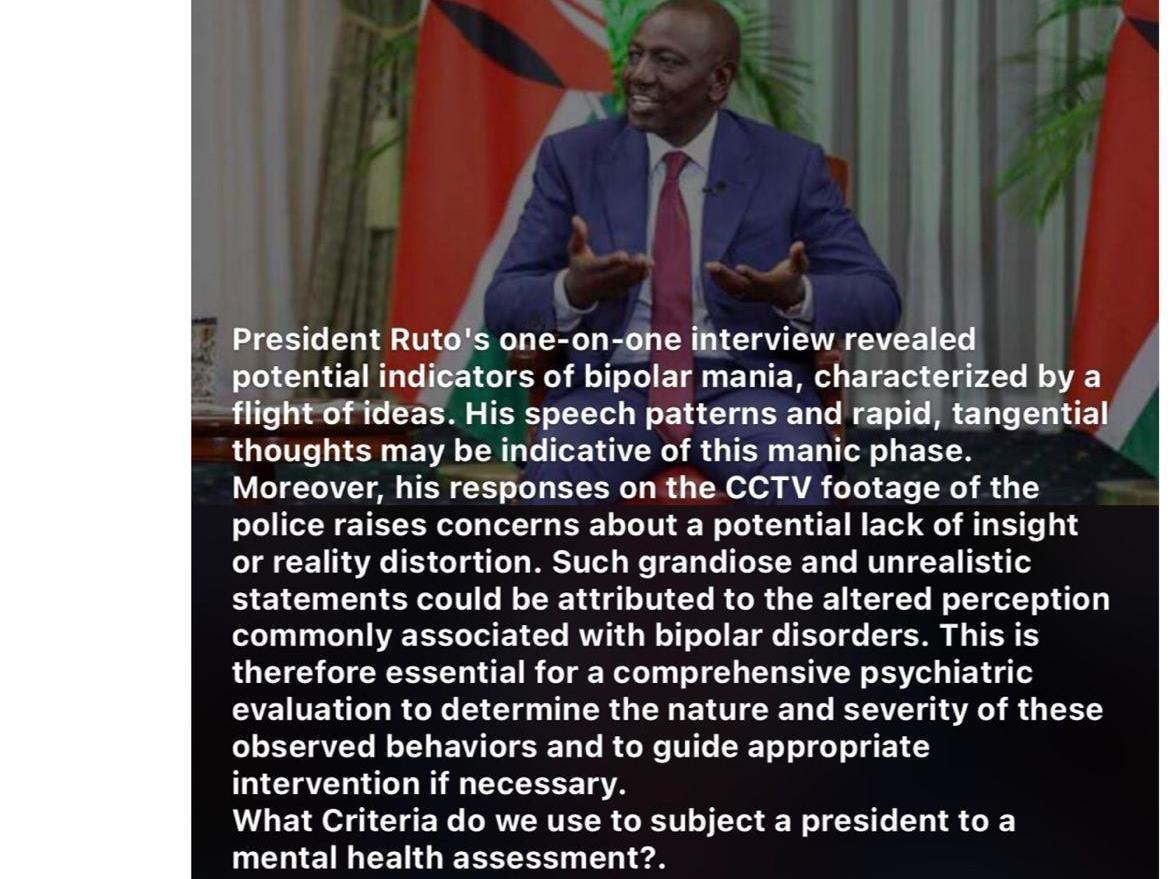 President Ruto's one-on-one interview revealed
potential indicators of bipolar mania, characterized by a
flight of ideas. His speech patterns and rapid, tangential
thoughts may be indicative of this manic phase.
Moreover, his responses on the CCTV footage of the
police raises concerns about a potential lack of insight
or reality distortion. Such grandiose and unrealistic
statements could be attributed to the altered perception
commonly associated with bipolar disorders. This is
therefore essential for a comprehensive psychiatric
evaluation to determine the nature and severity of these
observed behaviors and to guide appropriate
intervention if necessary.
What Criteria do we use to subject a president to a
mental health assessment?.